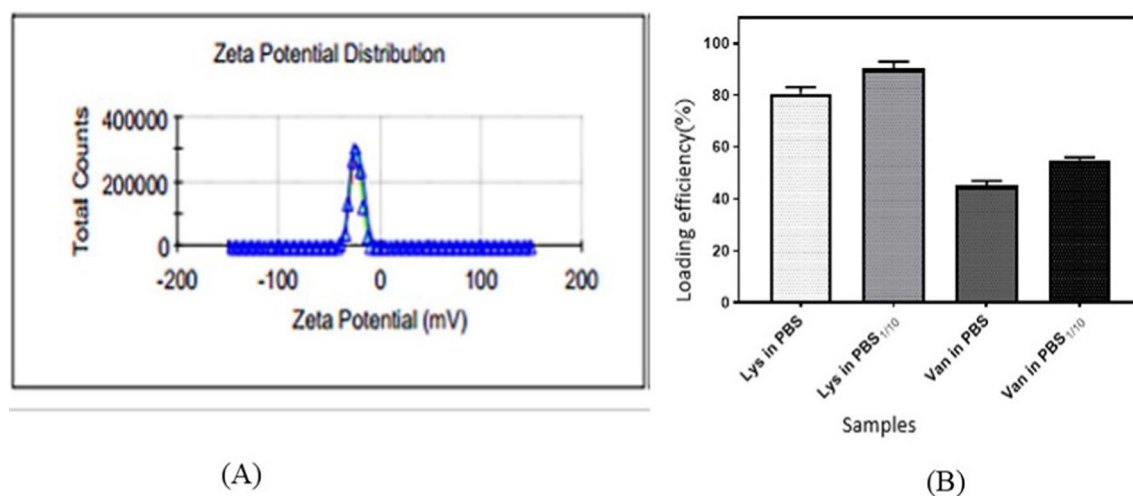 Zeta Potential Distribution
Total Counts
400000
200000
0
-200 -100 0 100 200
Zeta Potential (mV)
(A)
Loading efficiency(%)
100
80
60
40
20
0
Lys in PBS
Lys in PBS1/10
Van in PBS
Van in PBS1/10
Samples
(B)